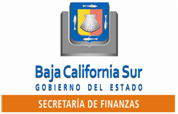 Baja California Sur
GOBIERNO DEL ESTADO
SECRETARÍA DE FINANZAS